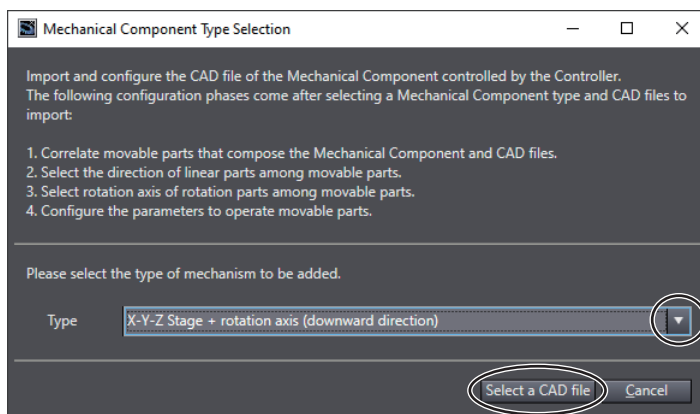 Mechanical Component Type Selection
Import and configure the CAD file of the Mechanical Component controlled by the Controller.
The following configuration phases come after selecting a Mechanical Component type and CAD files to
import:
1. Correlate movable parts that compose the Mechanical Component and CAD files.
2. Select the direction of linear parts among movable parts.
3. Select rotation axis of rotation parts among movable parts.
4. Configure the parameters to operate movable parts.
Please select the type of mechanism to be added.
Type X-Y-Z Stage + rotation axis (downward direction)
Select a CAD file Cancel